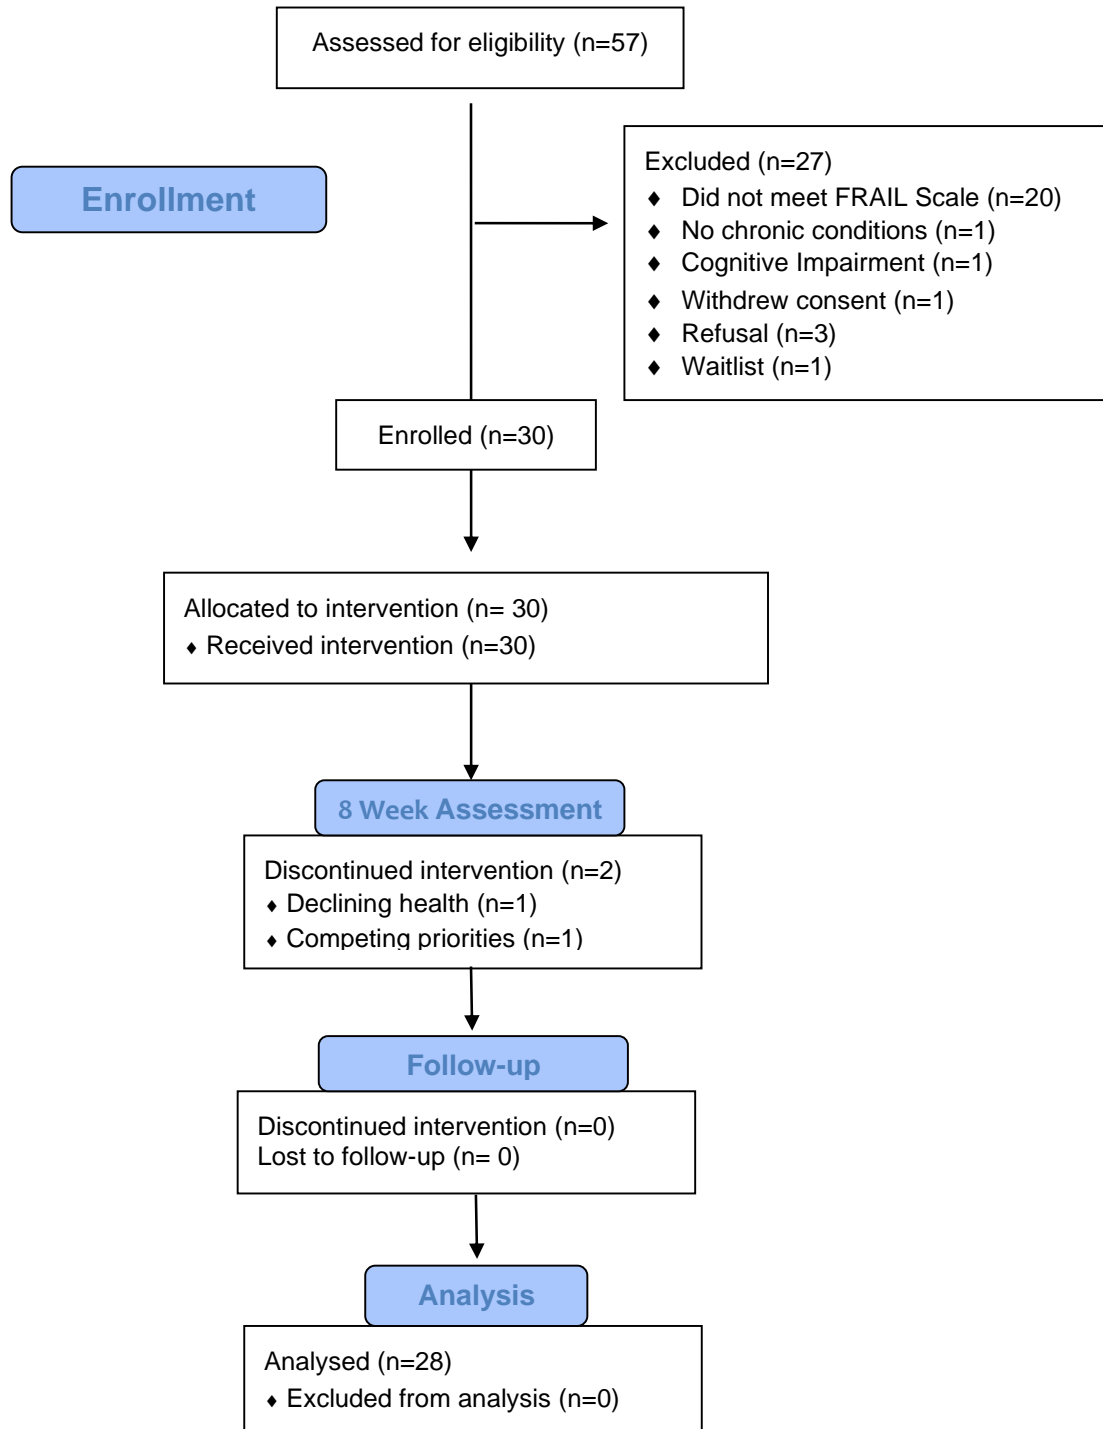 Assessed for eligibility (n=57)
Enrollment
Excluded (n=27)
♦ Did not meet FRAIL Scale (n=20)
♦ No chronic conditions (n=1)
♦ Cognitive Impairment (n=1)
♦ Withdrew consent (n=1)
♦ Refusal (n=3)
♦ Waitlist (n=1)
Enrolled (n=30)
Allocated to intervention (n= 30)
♦ Received intervention (n=30)
8 Week Assessment
Discontinued intervention (n=2)
♦ Declining health (n=1)
♦ Competing priorities (n=1)
Follow-up
Discontinued intervention (n=0)
Lost to follow-up (n= 0)
Analysis
Analysed (n=28)
♦ Excluded from analysis (n=0)